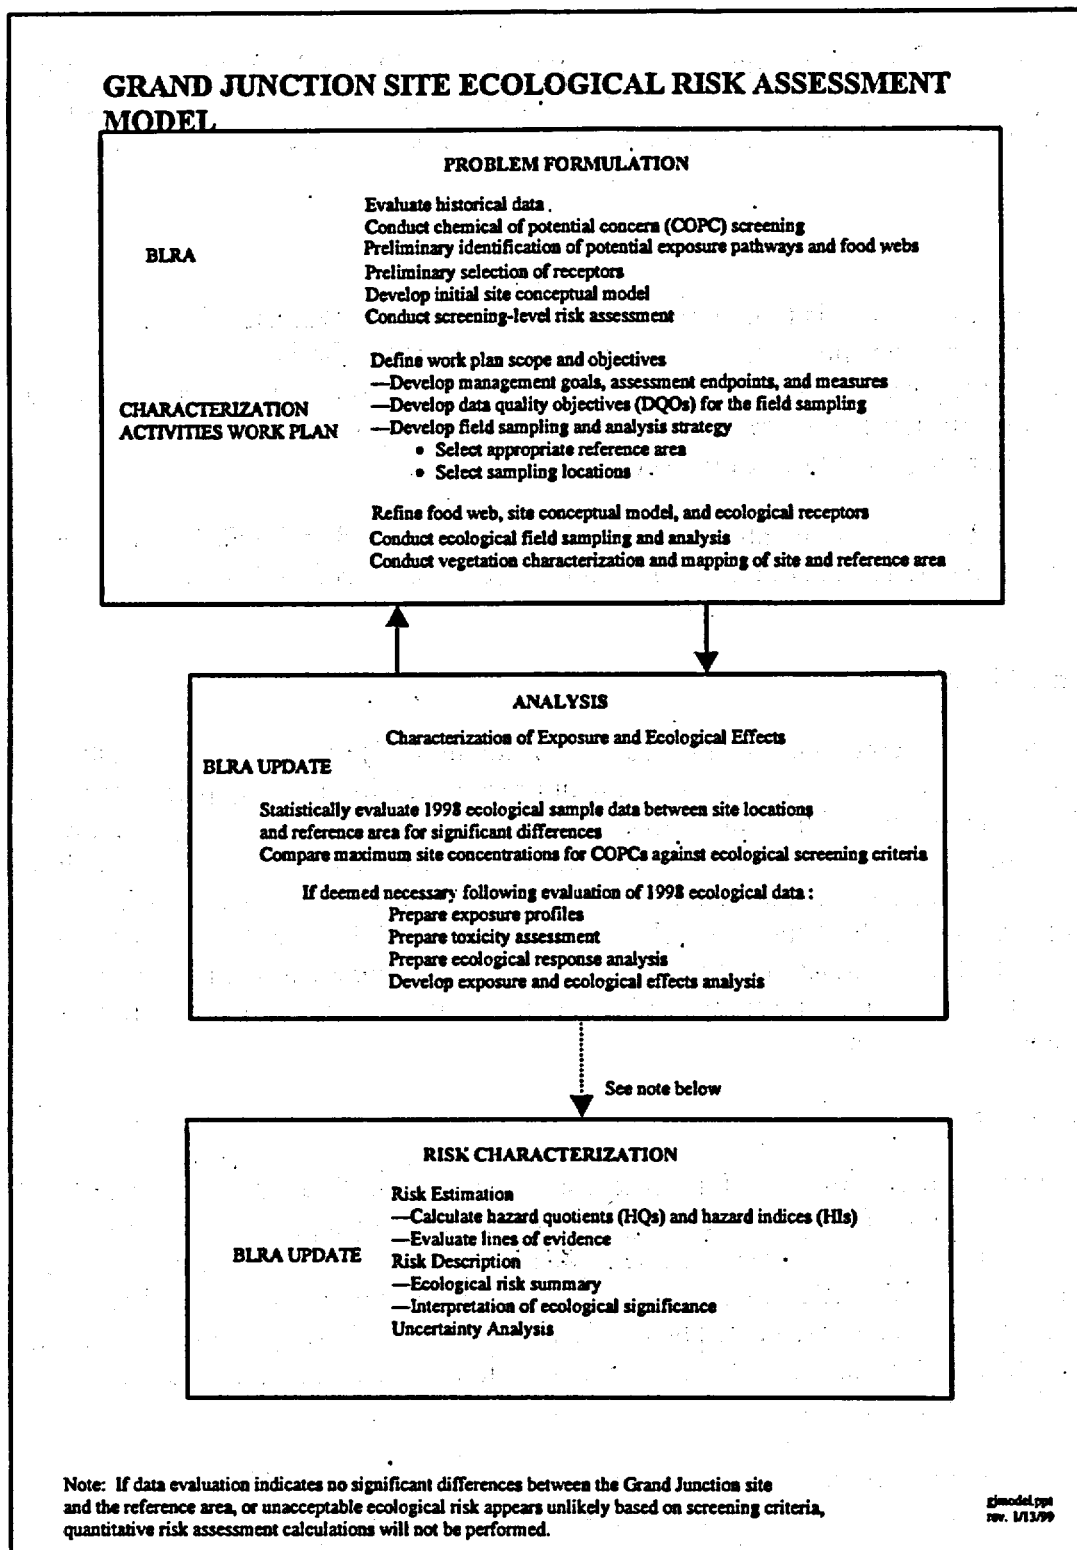 GRAND JUNCTION SITE ECOLOGICAL RISK ASSESSMENT
MODEL
PROBLEM FORMULATION
BLRA
Evaluate historical data
Conduct chemical of potential concern (COPC) screening
Preliminary identification of potential exposure pathways and food webs
Preliminary selection of receptors
Develop initial site conceptual model
Conduct screening-level risk assessment
CHARACTERIZATION
ACTIVITIES WORK PLAN
Define work plan scope and objectives
—Develop management goals, assessment endpoints, and measures
—Develop data quality objectives (DQOs) for the field sampling
—Develop field sampling and analysis strategy
• Select appropriate reference area
• Select sampling locations
Refine food web, site conceptual model, and ecological receptors
Conduct ecological field sampling and analysis
Conduct vegetation characterization and mapping of site and reference area
ANALYSIS
Characterization of Exposure and Ecological Effects
BLRA UPDATE
Statistically evaluate 1998 ecological sample data between site locations
and reference area for significant differences
Compare maximum site concentrations for COPCs against ecological screening criteria
If deemed necessary following evaluation of 1998 ecological data :
Prepare exposure profiles
Prepare toxicity assessment
Prepare ecological response analysis
Develop exposure and ecological effects analysis
See note below
RISK CHARACTERIZATION
BLRA UPDATE
Risk Estimation
—Calculate hazard quotients (HQs) and hazard indices (HIs)
—Evaluate lines of evidence
Risk Description
—Ecological risk summary
—Interpretation of ecological significance
Uncertainty Analysis
Note: If data evaluation indicates no significant differences between the Grand Junction site
and the reference area, or unacceptable ecological risk appears unlikely based on screening criteria,
quantitative risk assessment calculations will not be performed.
gjmodel.ppt
rev. 1/13/99